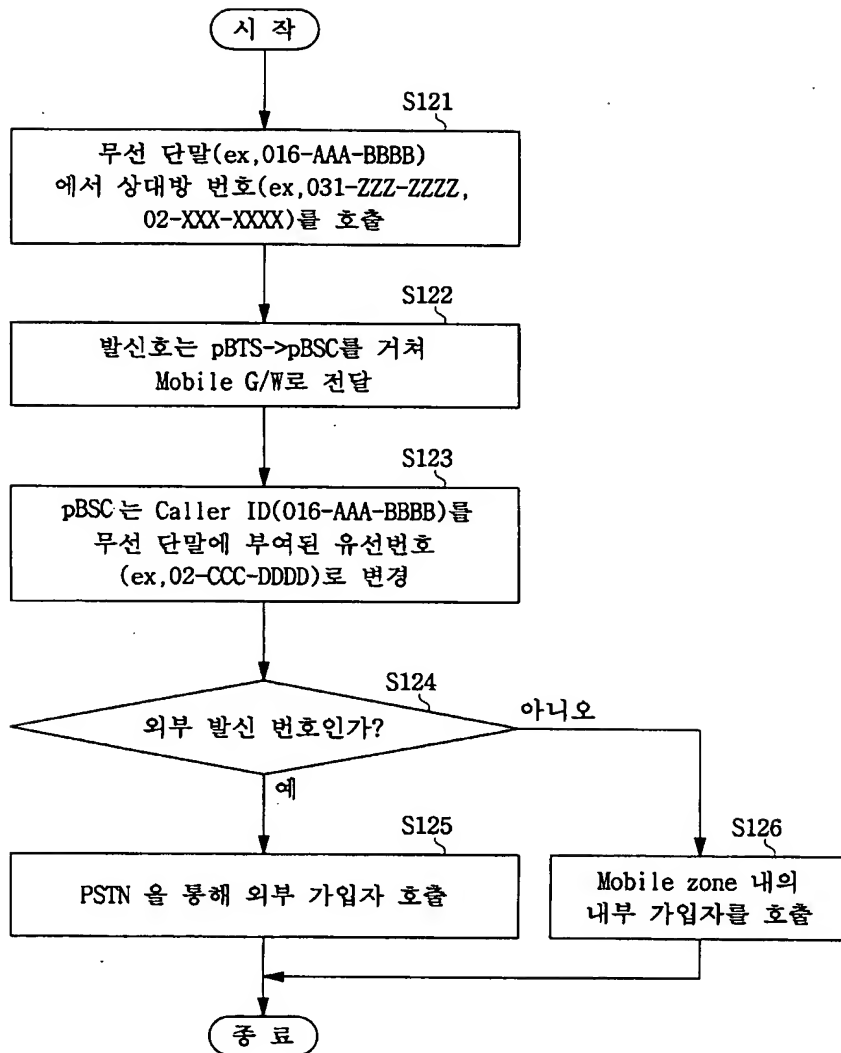 시 작
S121
무선 단말(ex,016-AAA-BBBB)
에서 상대방 번호(ex,031-ZZZ-ZZZZ,
02-XXX-XXXX)를 호출
S122
발신호는 pBTS->pBSC를 거쳐
Mobile G/W로 전달
S123
pBSC는 Caller ID(016-AAA-BBBB)를
무선 단말에 부여된 유선번호
(ex,02-CCC-DDDD)로 변경
S124
외부 발신 번호인가?
아니오
예
S125
PSTN 을 통해 외부 가입자 호출
S126
Mobile zone 내의
내부 가입자를 호출
종 료